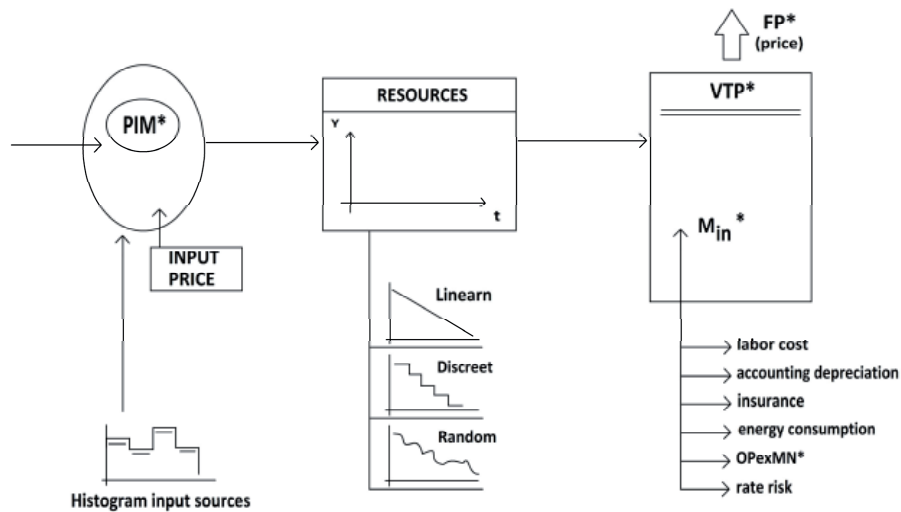 FP*
(price)
PIM*
RESOURCES
Y
t
VTP*
M_in*
INPUT
PRICE
Linearn
Discreet
Random
Histogram input sources
labor cost
accounting depreciation
insurance
energy consumption
OPexMN*
rate risk